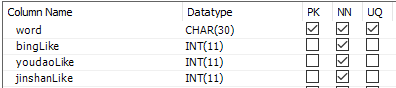 Column Name Datatype PK NN UQ
word CHAR(30)
bingLike INT(11)
youdaoLike INT(11)
jinshanLike INT(11)